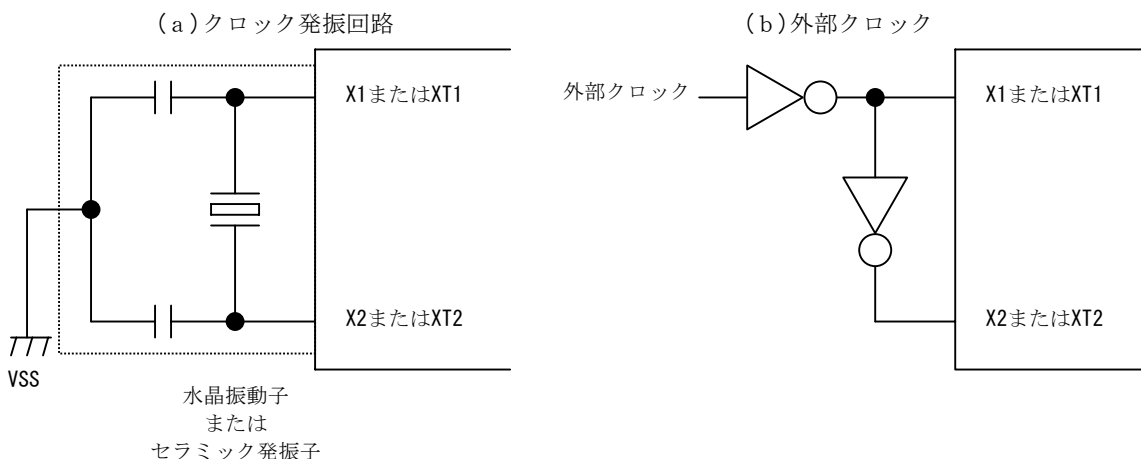 (a)クロック発振回路
X1またはXT1
X2またはXT2
VSS
水晶振動子
または
セラミック発振子
(b)外部クロック
外部クロック
X1またはXT1
X2またはXT2